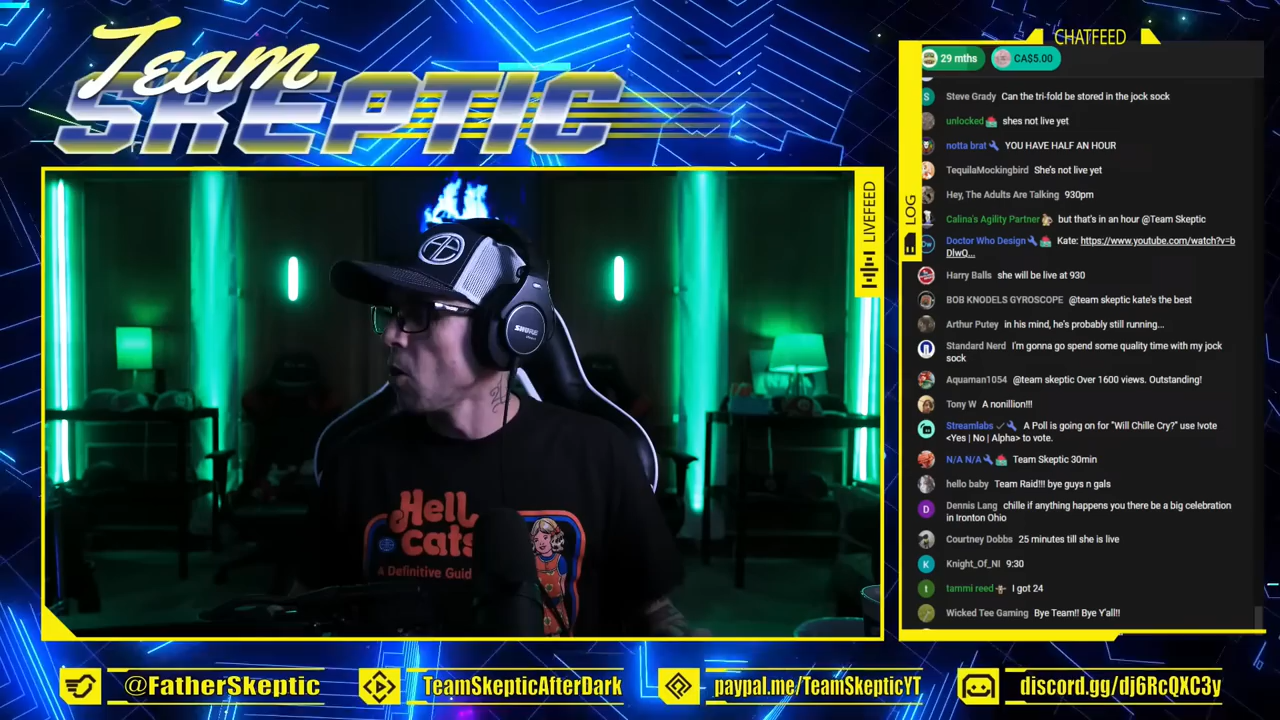 Team
SKEPTIC
CHATFEED
29 mths
CA$5.00
LIVEFEED
LOG
Steve Grady Can the tri-fold be stored in the jock sock
unlocked shes not live yet
notta brat YOU HAVE HALF AN HOUR
TequilaMockingbird She's not live yet
Hey, The Adults Are Talking 930pm
Calina's Agility Partner but that's in an hour @Team Skeptic
Doctor Who Design Kate: https://www.youtube.com/watch?v=b
DlwO...
Harry Balls she will be live at 930
BOB KNODELS GYROSCOPE @team skeptic kate's the best
Arthur Putey in his mind, he's probably still running...
Standard Nerd I'm gonna go spend some quality time with my jock
sock
Aquaman1054 @team skeptic Over 1600 views. Outstanding!
Tony W A nonillion!!!
Streamlabs A Poll is going on for "Will Chille Cry?" use !vote
<Yes | No | Alpha> to vote.
N/A N/A Team Skeptic 30min
hello baby Team Raid!!! bye guys n gals
Dennis Lang chille if anything happens you there be a big celebration
in Ironton Ohio
Courtney Dobbs 25 minutes till she is live
Knight_Of_NI 9:30
tammi reed I got 24
Wicked Tee Gaming Bye Team!! Bye Y'all!!
SHURE
Hell
cats
A Definitive Guid
@FatherSkeptic
TeamSkepticAfterDark
paypal.me/TeamSkepticYT
discord.gg/dj6RcQXC3y